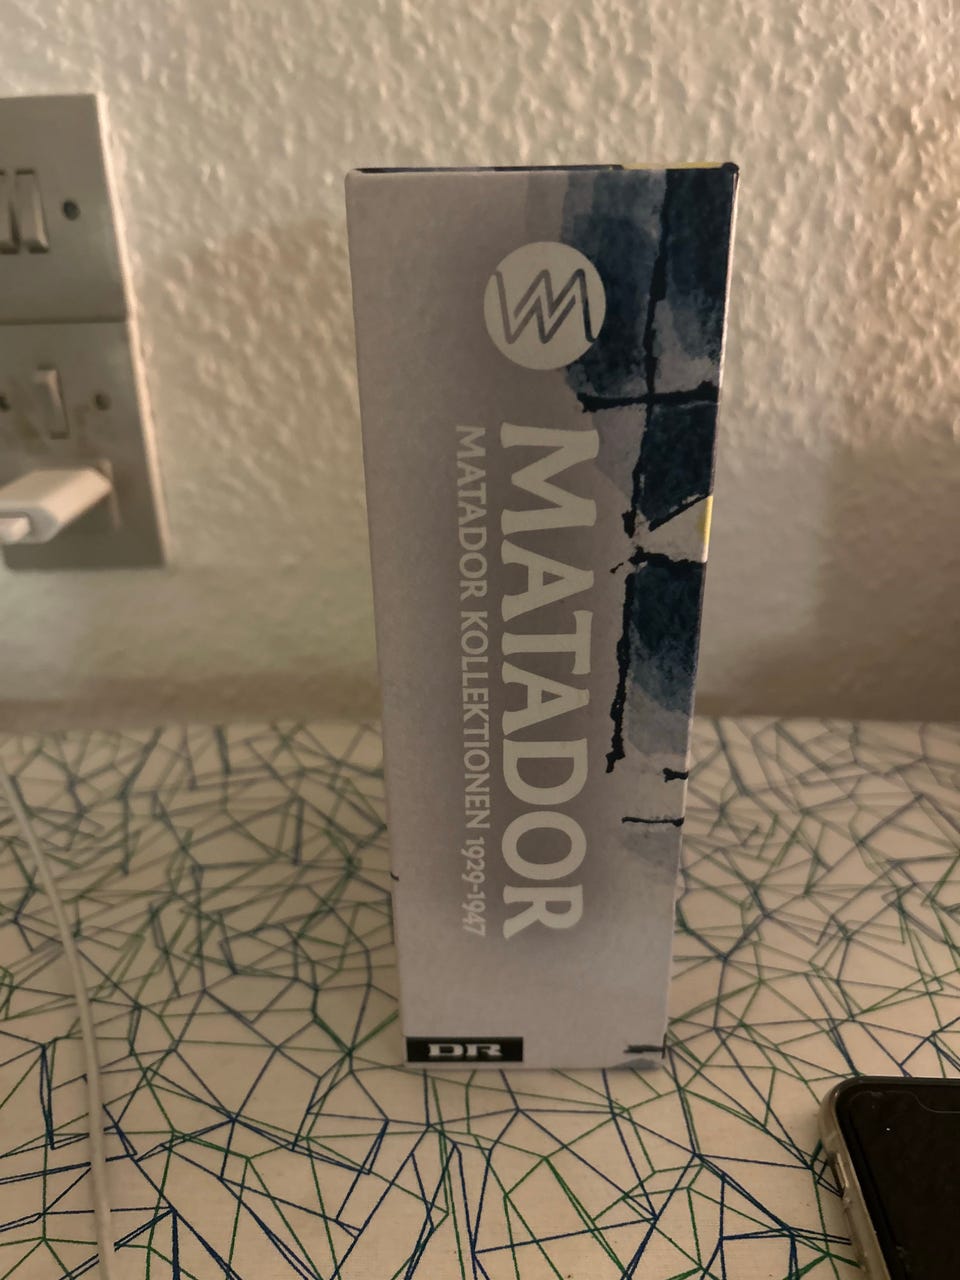 MATADOR
MATADOR KOLLEKTIONEN 1929-1947
DR